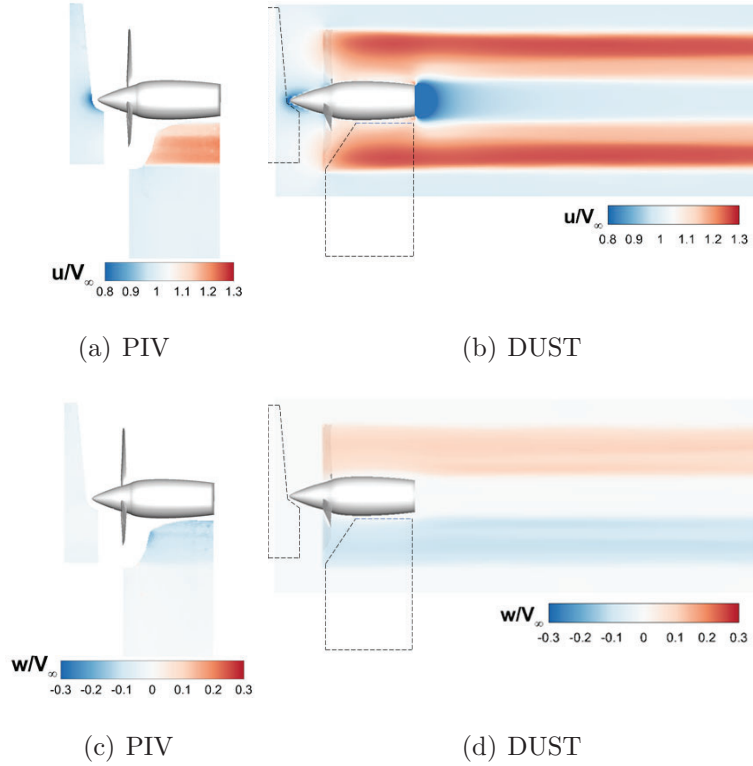 u/V∞
0.8 0.9 1 1.1 1.2 1.3
u/V∞
0.8 0.9 1 1.1 1.2 1.3
(a) PIV
(b) DUST
w/V∞
-0.3 -0.2 -0.1 0 0.1 0.2 0.3
w/V∞
-0.3 -0.2 -0.1 0 0.1 0.2 0.3
(c) PIV
(d) DUST